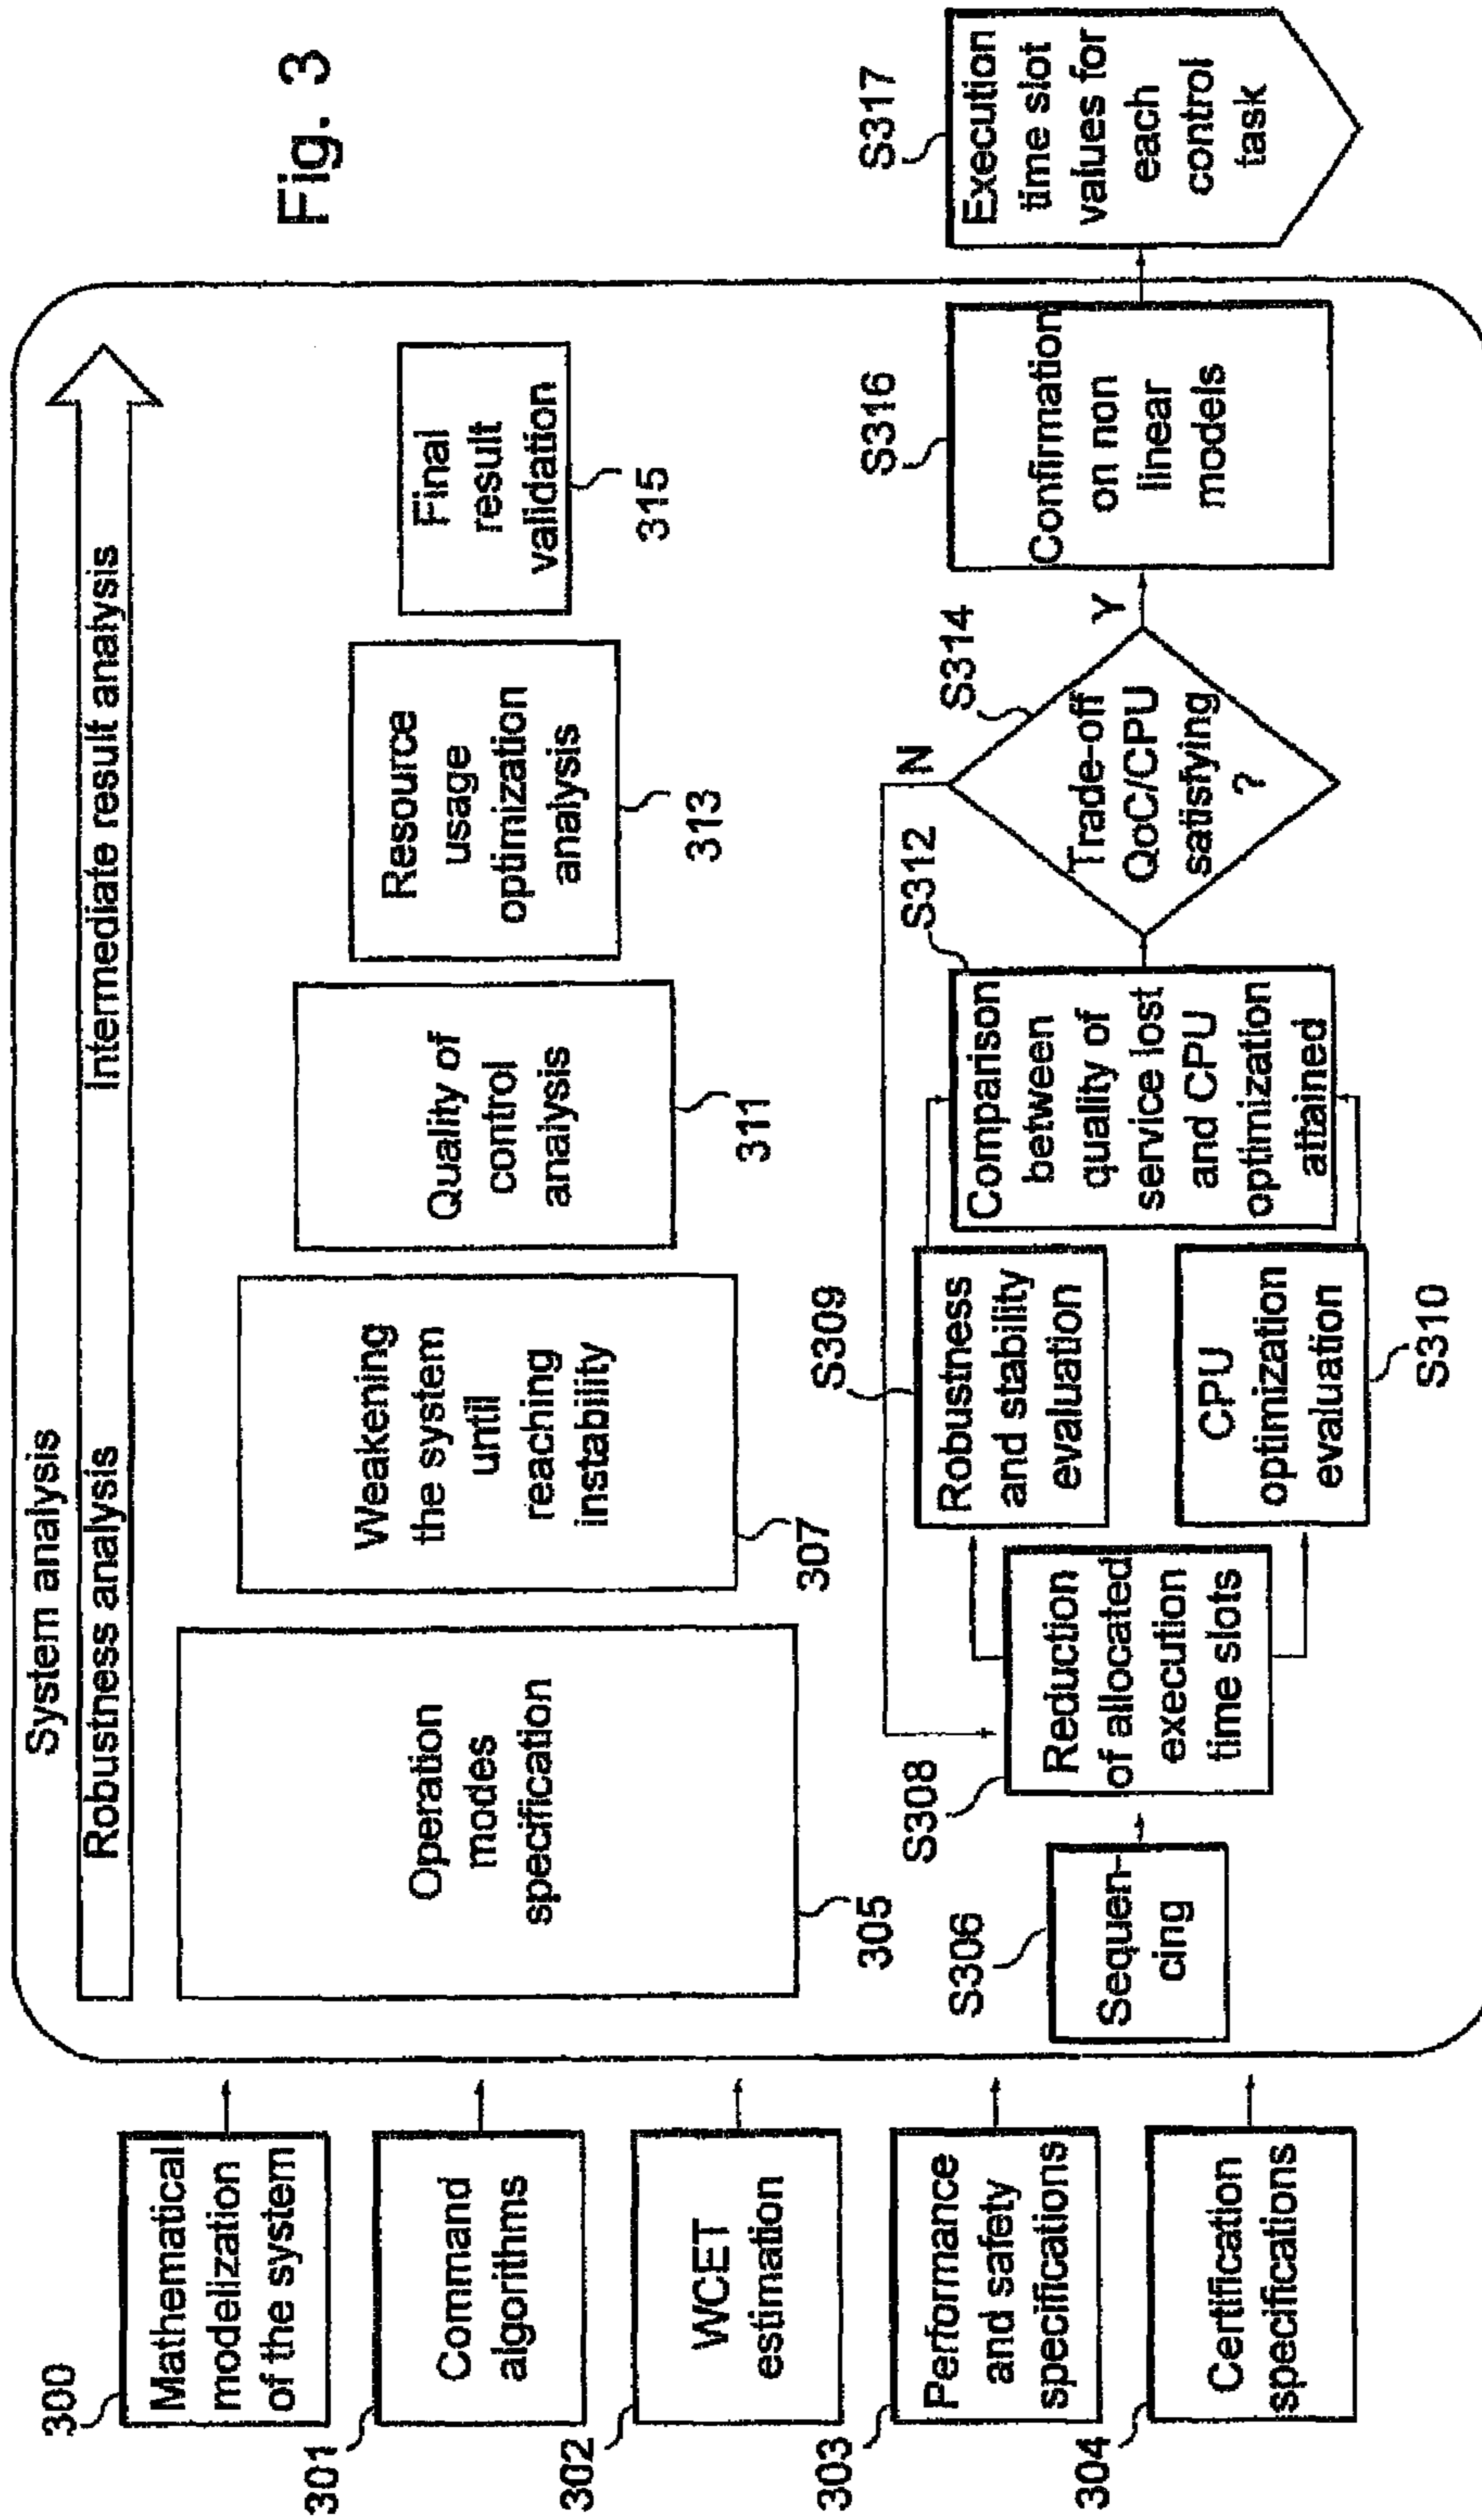 Fig. 3
System analysis
Robustness analysis
Intermediate result analysis
300
Mathematical
modelization
of the system
301
Command
algorithms
302
WCET
estimation
303
Performance
and safety
specifications
304
Certification
specifications
Operation
modes
specification
305
Weakening
the system
until
reaching
instability
307
Quality of
control
analysis
311
Resource
usage
optimization
analysis
313
Final
result
validation
315
S306
Sequen-
cing
S308
Reduction
of allocated
execution
time slots
S309
Robustness
and stability
evaluation
CPU
optimization
evaluation
S310
S312
Comparison
between
quality of
service lost
and CPU
optimization
attained
S314
Trade-off
QoC/CPU
satisfying
?
N
Y
S316
Confirmation
on non
linear
models
S317
Execution
time slot
values for
each
control
task